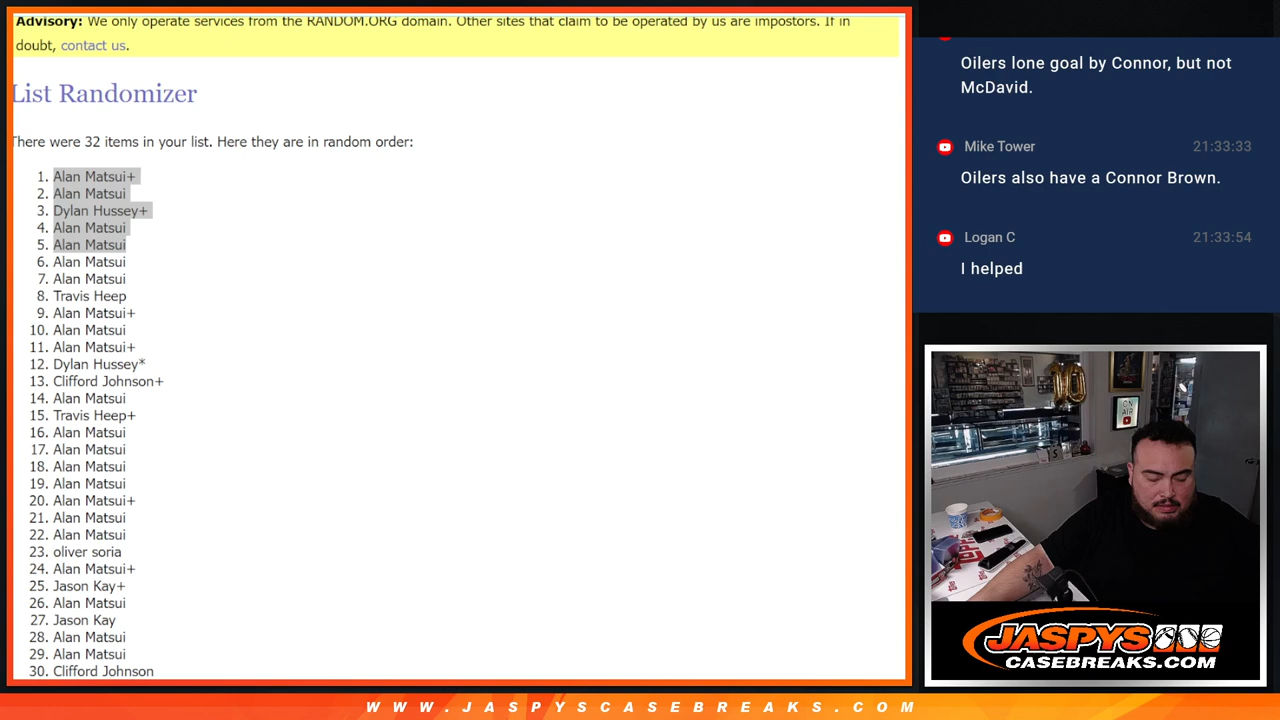 Advisory: We only operate services from the RANDOM.ORG domain. Other sites that claim to be operated by us are impostors. If in
doubt, contact us.
List Randomizer
There were 32 items in your list. Here they are in random order:
1. Alan Matsui+
2. Alan Matsui
3. Dylan Hussey+
4. Alan Matsui
5. Alan Matsui
6. Alan Matsui
7. Alan Matsui
8. Travis Heep
9. Alan Matsui+
10. Alan Matsui
11. Alan Matsui+
12. Dylan Hussey*
13. Clifford Johnson+
14. Alan Matsui
15. Travis Heep+
16. Alan Matsui
17. Alan Matsui
18. Alan Matsui
19. Alan Matsui
20. Alan Matsui+
21. Alan Matsui
22. Alan Matsui
23. oliver soria
24. Alan Matsui+
25. Jason Kay+
26. Alan Matsui
27. Jason Kay
28. Alan Matsui
29. Alan Matsui
30. Clifford Johnson
Oilers lone goal by Connor, but not
McDavid.
Mike Tower 21:33:33
Oilers also have a Connor Brown.
Logan C 21:33:54
I helped
10
ON
AIR
JASPYS
CASEBREAKS.COM
WWW.JASPYSCASEBREAKS.COM